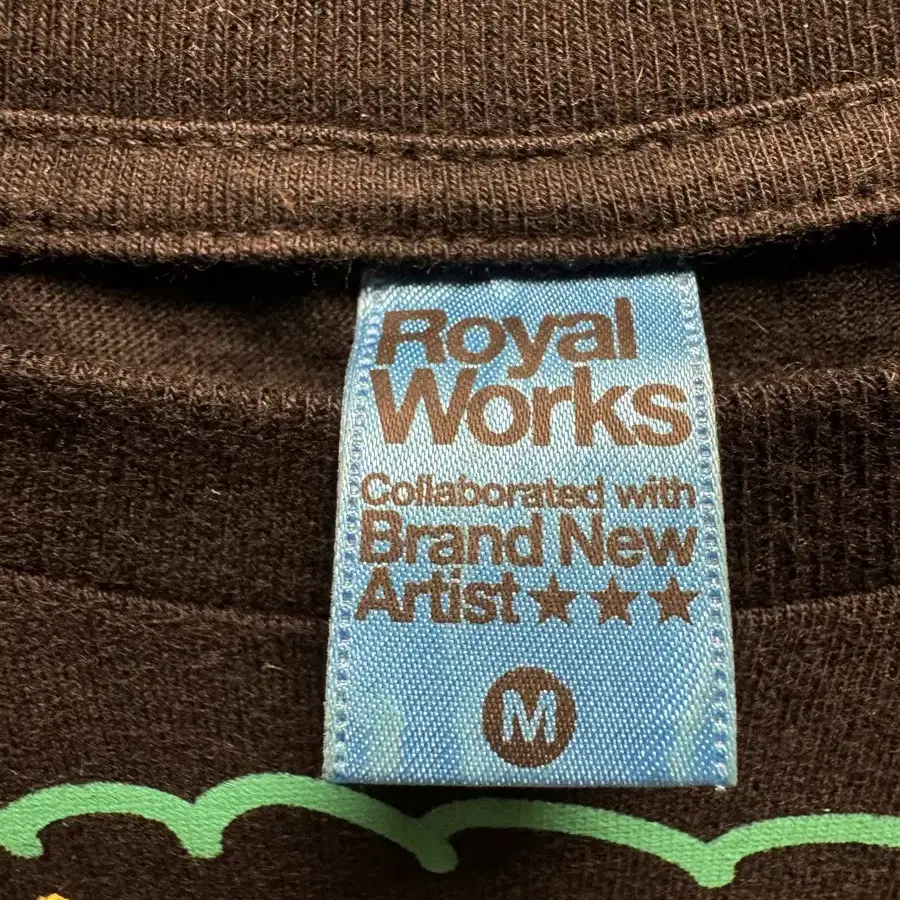 Royal
Works
Collaborated with
Brand New
Artist★★★
M